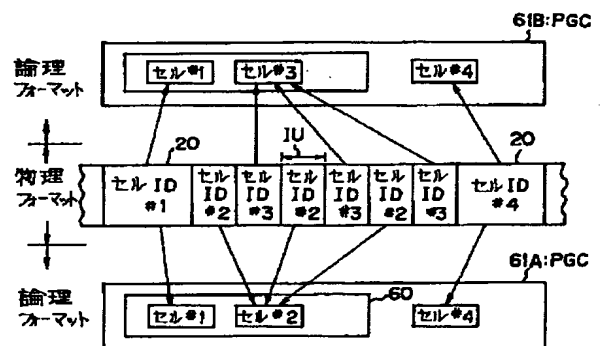 61B:PGC
論理
フォーマット
セル#1
セル#3
セル#4
20
IU
20
物理
フォーマット
セル ID #1
セル ID #2
セル ID #3
セル ID #2
セル ID #3
セル ID #2
セル ID #3
セル ID #4
61A:PGC
論理
フォーマット
60
セル#1
セル#2
セル#4